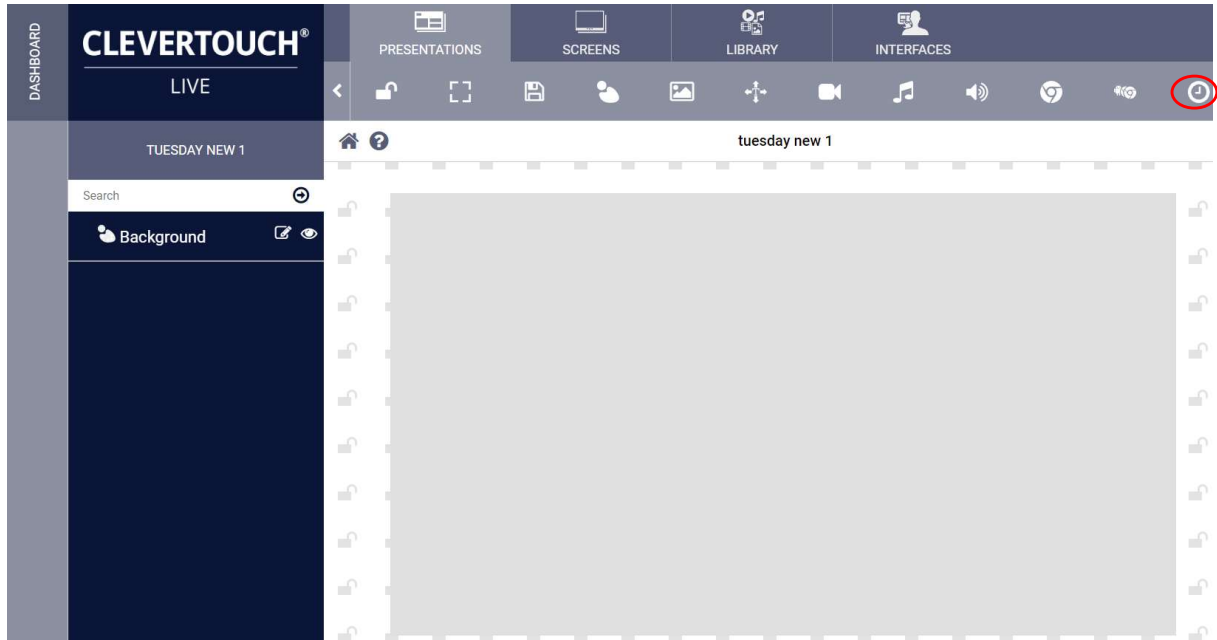 DASHBOARD
CLEVERTOUCH®
LIVE
PRESENTATIONS
SCREENS
LIBRARY
INTERFACES
TUESDAY NEW 1
tuesday new 1
Search
Background